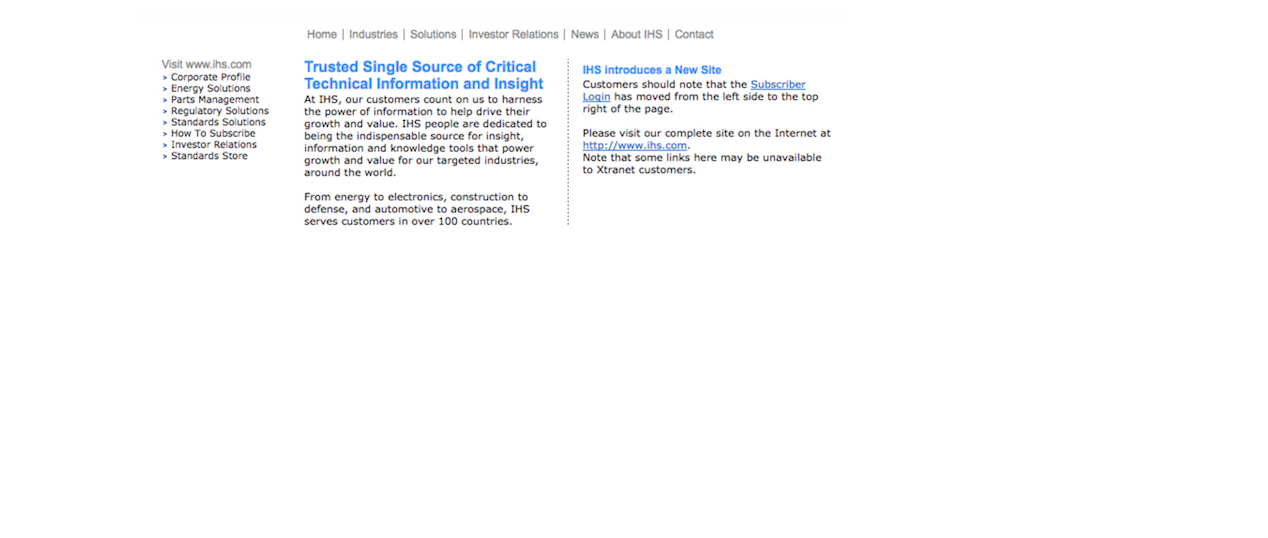 Home | Industries | Solutions | Investor Relations | News | About IHS | Contact
Visit www.ihs.com
Corporate Profile
Energy Solutions
Parts Management
Regulatory Solutions
Standards Solutions
How To Subscribe
Investor Relations
Standards Store
Trusted Single Source of Critical
Technical Information and Insight
At IHS, our customers count on us to harness
the power of information to help drive their
growth and value. IHS people are dedicated to
being the indispensable source for insight,
information and knowledge tools that power
growth and value for our targeted industries,
around the world.
From energy to electronics, construction to
defense, and automotive to aerospace, IHS
serves customers in over 100 countries.
IHS introduces a New Site
Customers should note that the Subscriber
Login has moved from the left side to the top
right of the page.
Please visit our complete site on the Internet at
http://www.ihs.com.
Note that some links here may be unavailable
to Xtranet customers.